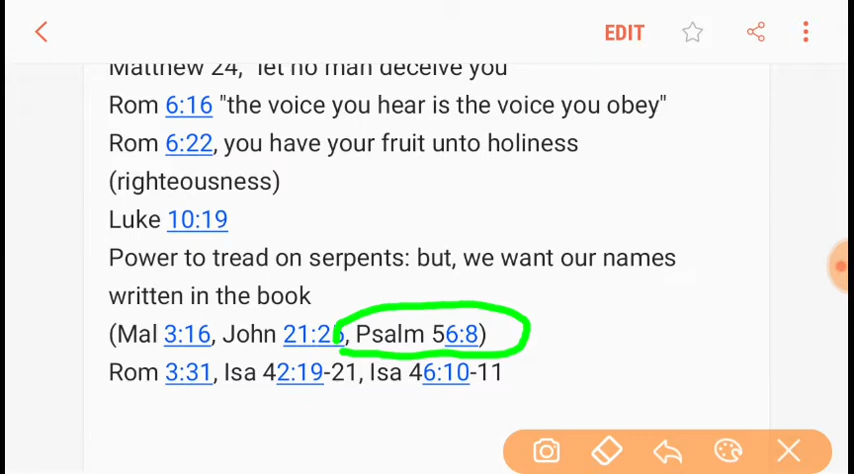 EDIT
Matthew 24, "let no man deceive you
Rom 6:16 "the voice you hear is the voice you obey"
Rom 6:22, you have your fruit unto holiness
(righteousness)
Luke 10:19
Power to tread on serpents: but, we want our names
written in the book
(Mal 3:16, John 21:25, Psalm 56:8)
Rom 3:31, Isa 42:19-21, Isa 46:10-11